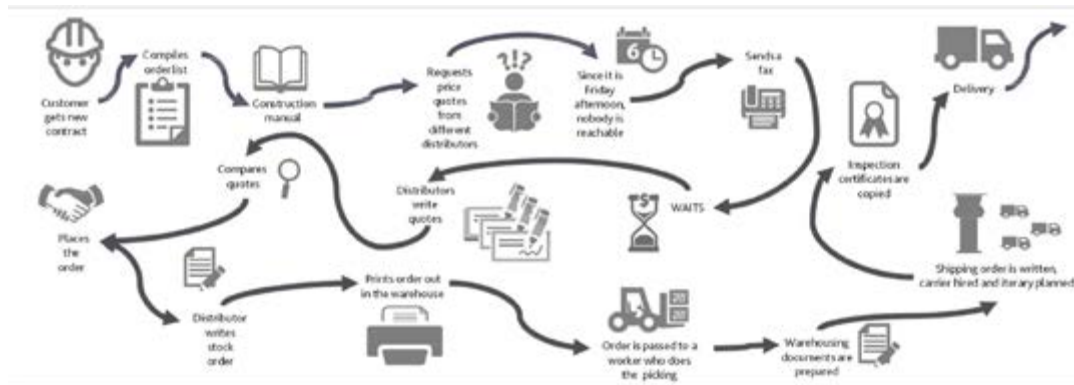 Customer
gets new
contract
Compiles
orderlist
Construction
manual
Requests
price
quotes
from
different
distributors
!?!
6
Since it is
Friday
afternoon,
nobody is
reachable
Sends a
fax
WAITS
$
Distributors
write
quotes
Compares
quotes
Places
the
order
Distributor
writes
stock
order
Prints order out
in the warehouse
Order is passed to a
worker who does
the picking
Warehousing
documents are
prepared
Shipping order is written,
carrier hired and iterary planned
Inspection
certificates are
copied
Delivery